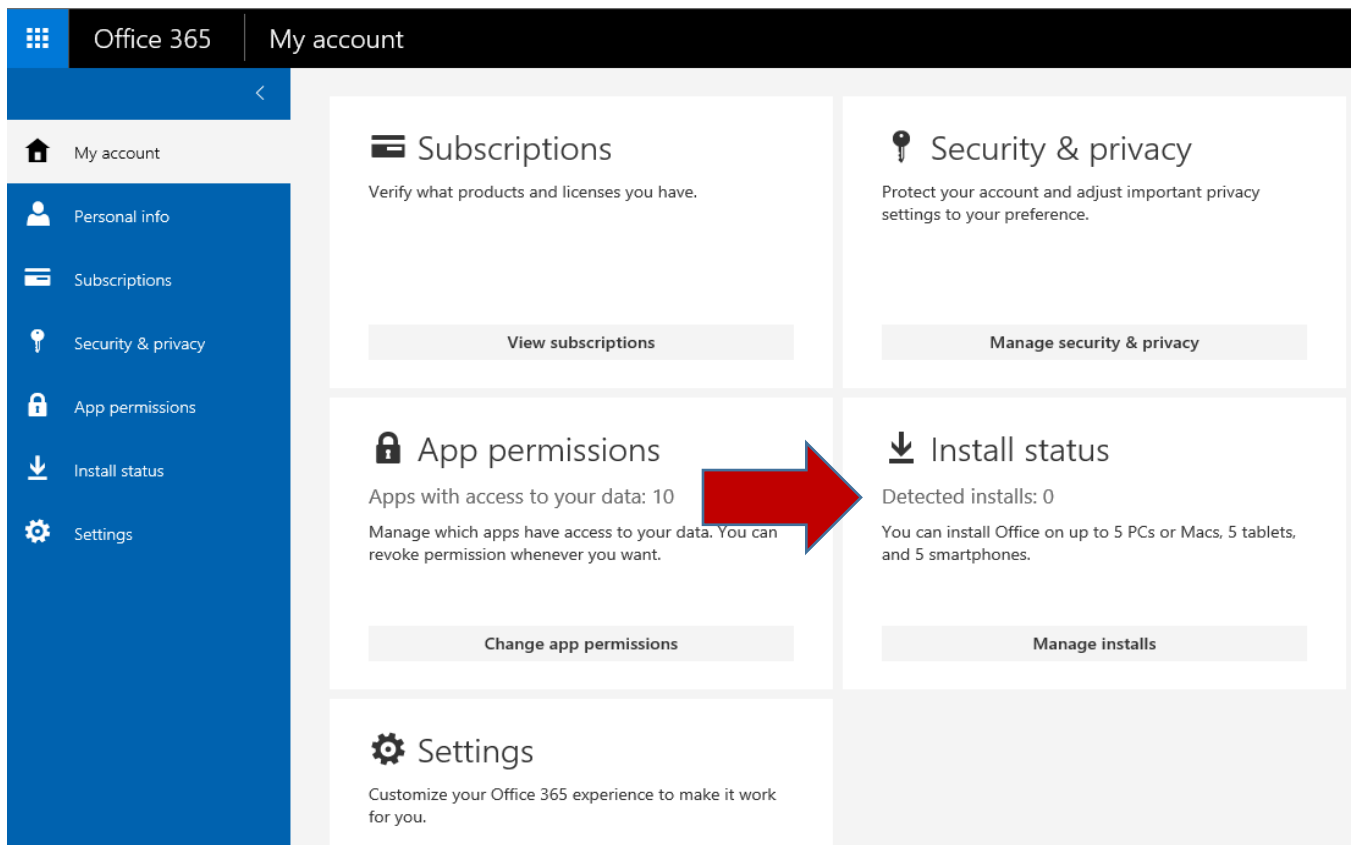 Office 365
My account
My account
Personal info
Subscriptions
Security & privacy
App permissions
Install status
Settings
Subscriptions
Verify what products and licenses you have.
View subscriptions
Security & privacy
Protect your account and adjust important privacy
settings to your preference.
Manage security & privacy
App permissions
Apps with access to your data: 10
Manage which apps have access to your data. You can
revoke permission whenever you want.
Change app permissions
Install status
Detected installs: 0
You can install Office on up to 5 PCs or Macs, 5 tablets,
and 5 smartphones.
Manage installs
Settings
Customize your Office 365 experience to make it work
for you.